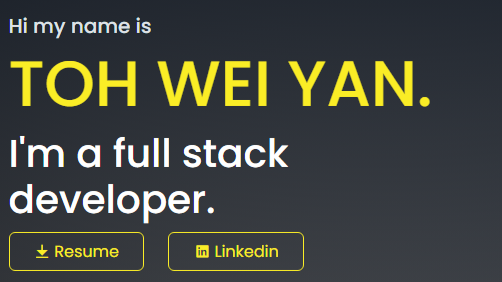 Hi my name is
TOH WEI YAN.
I'm a full stack
developer.
Resume
Linkedin